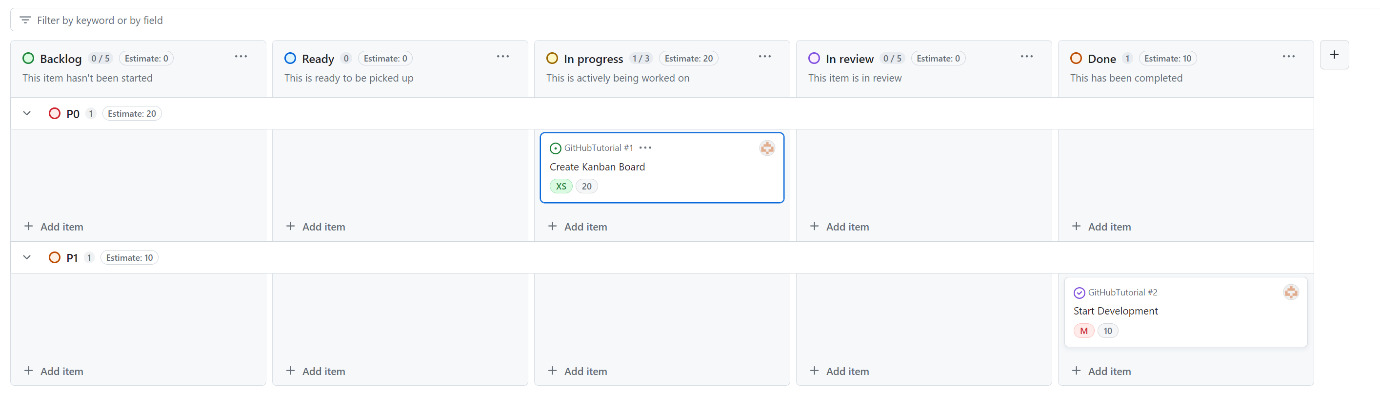 Filter by keyword or by field
Backlog 0 / 5 Estimate: 0 ···
This item hasn't been started
Ready 0 Estimate: 0 ···
This is ready to be picked up
In progress 1 / 3 Estimate: 20 ···
This is actively being worked on
In review 0 / 5 Estimate: 0 ···
This item is in review
Done 1 Estimate: 10 ···
This has been completed
+
P0 1 Estimate: 20
GitHubTutorial #1 ···
Create Kanban Board
XS 20
+ Add item
+ Add item
+ Add item
+ Add item
+ Add item
P1 1 Estimate: 10
GitHubTutorial #2
Start Development
M 10
+ Add item
+ Add item
+ Add item
+ Add item
+ Add item